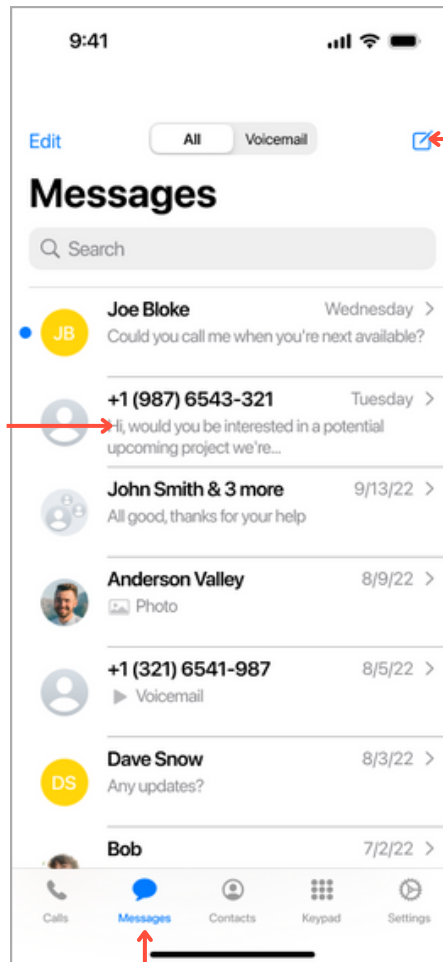 9:41
Edit All Voicemail
Messages
Search
JB Joe Bloke Wednesday
Could you call me when you're next available?
+1 (987) 6543-321 Tuesday
Hi, would you be interested in a potential
upcoming project we're...
John Smith & 3 more 9/13/22
All good, thanks for your help
Anderson Valley 8/9/22
Photo
+1 (321) 6541-987 8/5/22
Voicemail
DS Dave Snow 8/3/22
Any updates?
Bob 7/2/22
Calls Messages Contacts Keypad Settings